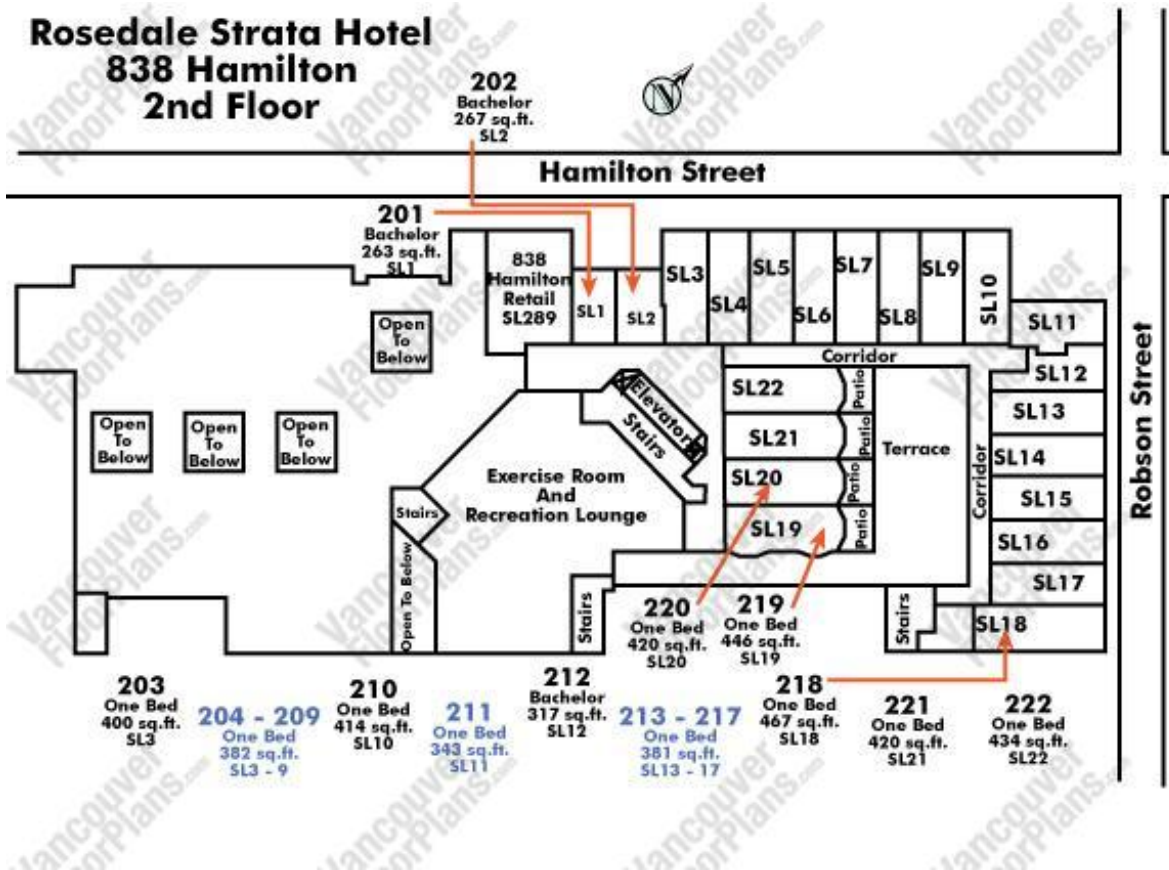 Rosedale Strata Hotel
838 Hamilton
2nd Floor
202
Bachelor
267 sq.ft.
SL2
N
Hamilton Street
201
Bachelor
263 sq.ft.
SL1
838
Hamilton
Retail
SL289
SL1
SL2
SL3
SL4
SL5
SL6
SL7
SL8
SL9
SL10
SL11
SL12
SL13
SL14
SL15
SL16
SL17
SL18
Robson Street
Corridor
Corridor
SL22
Patio
SL21
Patio
SL20
Patio
SL19
Patio
Terrace
Elevator
Stairs
Open
To
Below
Open
To
Below
Open
To
Below
Open
To
Below
Exercise Room
And
Recreation Lounge
Stairs
Open To Below
Stairs
Stairs
220
One Bed
420 sq.ft.
SL20
219
One Bed
446 sq.ft.
SL19
203
One Bed
400 sq.ft.
SL3
204 - 209
One Bed
382 sq.ft.
SL3 - 9
210
One Bed
414 sq.ft.
SL10
211
One Bed
343 sq.ft.
SL11
212
Bachelor
317 sq.ft.
SL12
213 - 217
One Bed
381 sq.ft.
SL13 - 17
218
One Bed
467 sq.ft.
SL18
221
One Bed
420 sq.ft.
SL21
222
One Bed
434 sq.ft.
SL22
Vancouver
FloorPlans.com